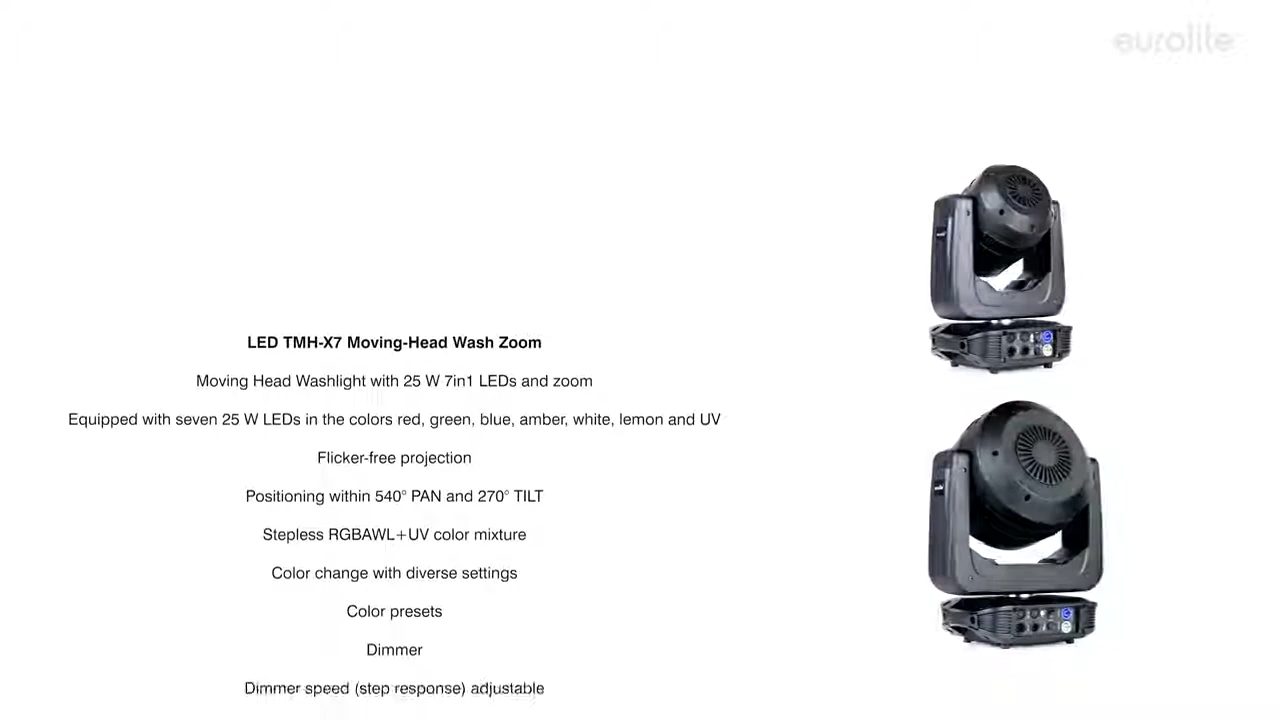 eurolite
LED TMH-X7 Moving-Head Wash Zoom
Moving Head Washlight with 25 W 7in1 LEDs and zoom
Equipped with seven 25 W LEDs in the colors red, green, blue, amber, white, lemon and UV
Flicker-free projection
Positioning within 540° PAN and 270° TILT
Stepless RGBAWL+UV color mixture
Color change with diverse settings
Color presets
Dimmer
Dimmer speed (step response) adjustable